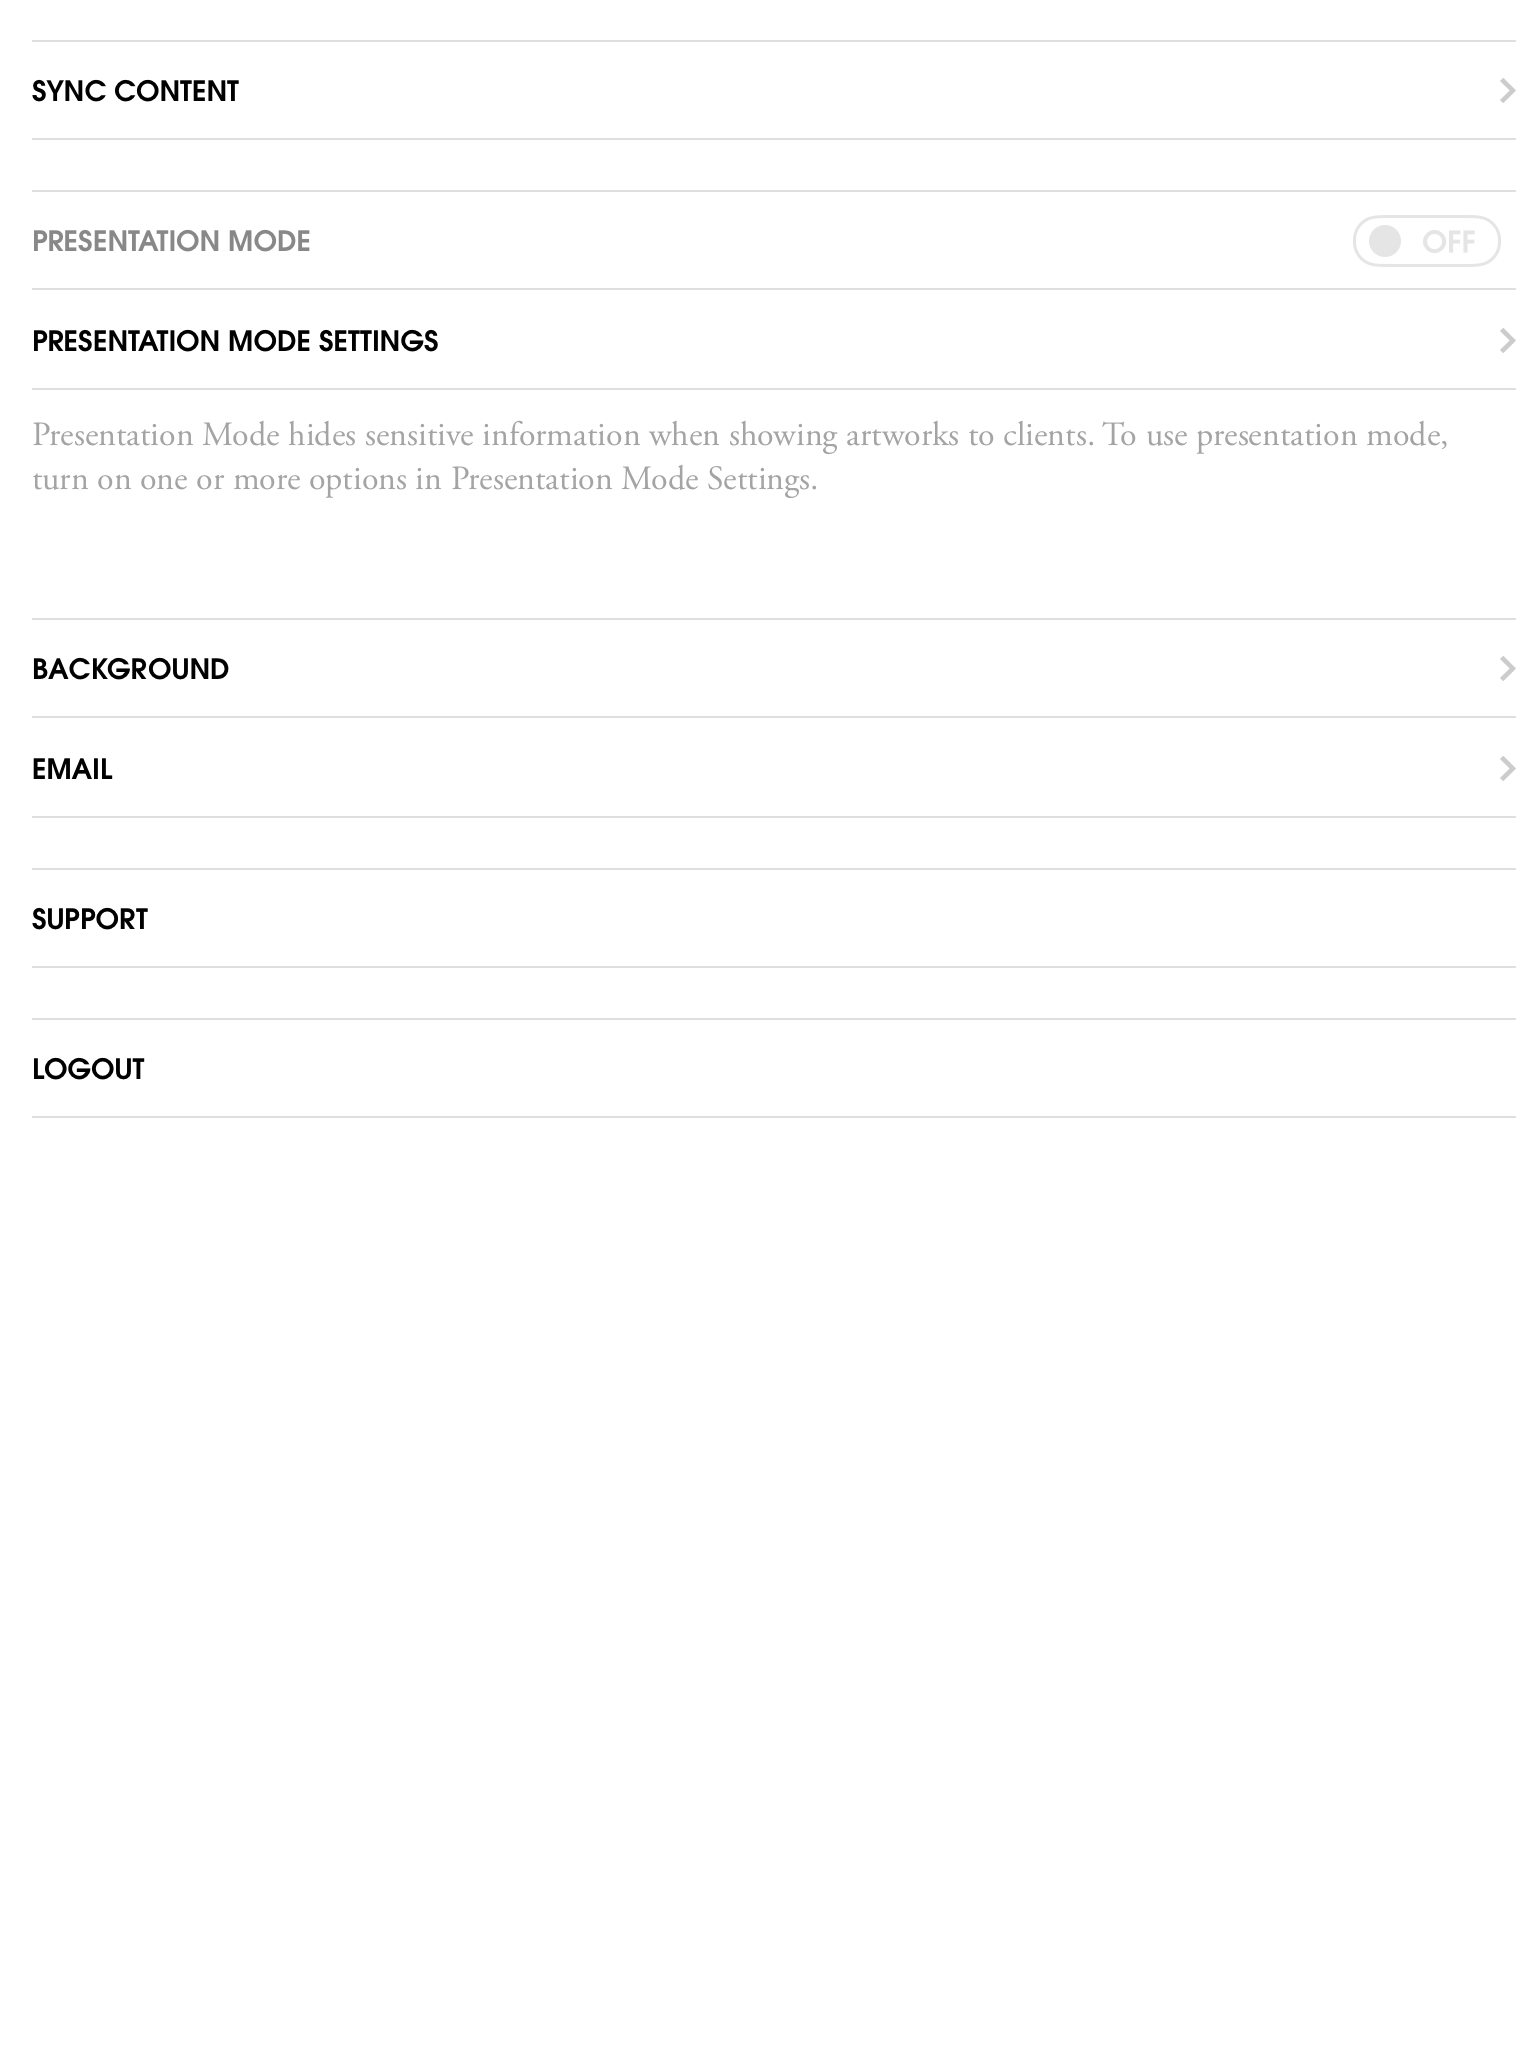 SYNC CONTENT
PRESENTATION MODE
OFF
PRESENTATION MODE SETTINGS
Presentation Mode hides sensitive information when showing artworks to clients. To use presentation mode,
turn on one or more options in Presentation Mode Settings.
BACKGROUND
EMAIL
SUPPORT
LOGOUT